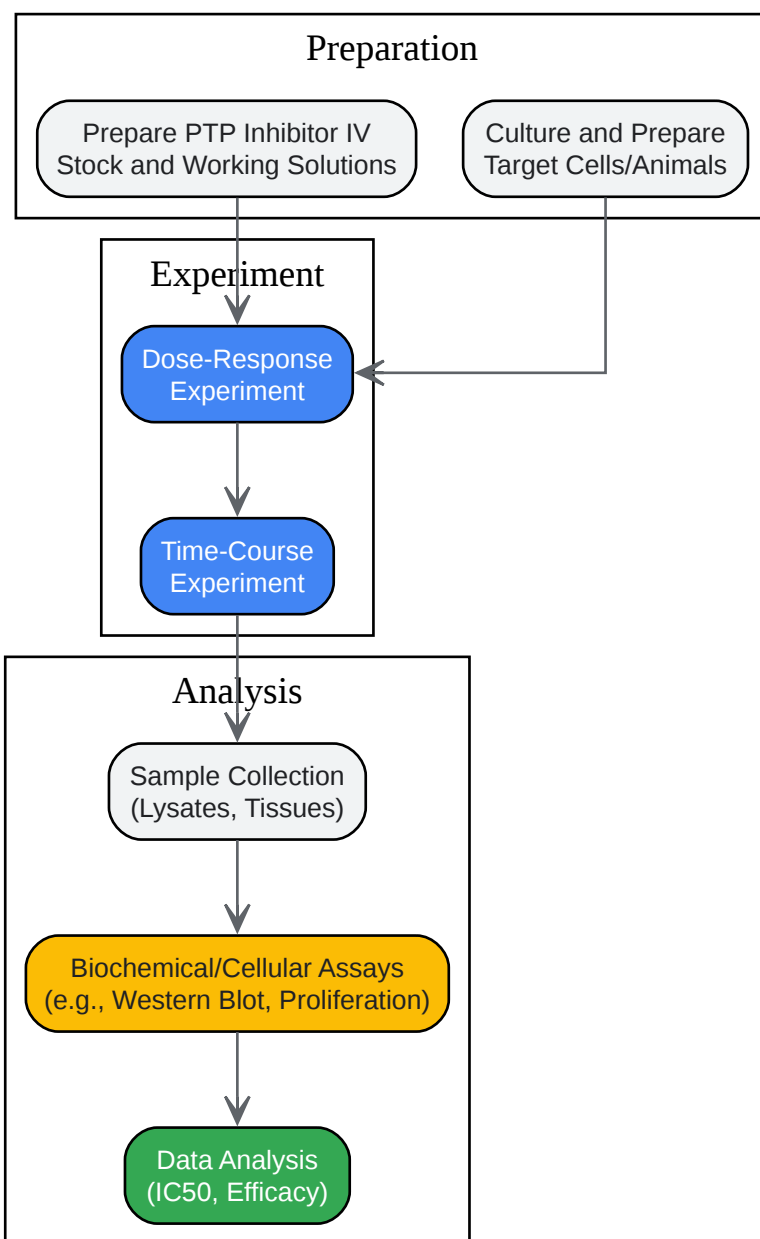 Preparation
Prepare PTP Inhibitor IV
Stock and Working Solutions
Culture and Prepare
Target Cells/Animals
Experiment
Dose-Response
Experiment
Time-Course
Experiment
Analysis
Sample Collection
(Lysates, Tissues)
Biochemical/Cellular Assays
(e.g., Western Blot, Proliferation)
Data Analysis
(IC50, Efficacy)